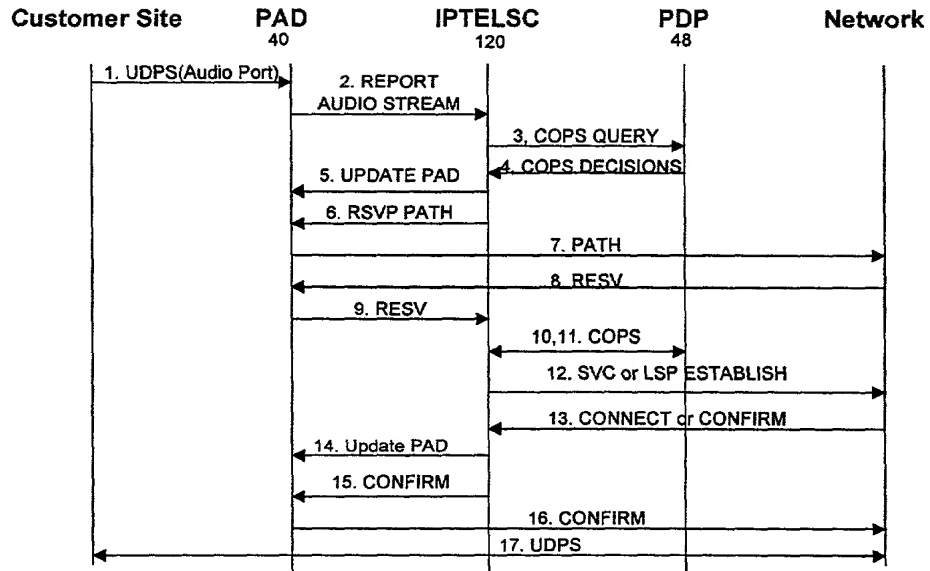 Customer Site PAD IPTELSC PDP Network
40 120 48
1. UDPS(Audio Port)
2. REPORT
AUDIO STREAM
3, COPS QUERY
4. COPS DECISIONS
5. UPDATE PAD
6. RSVP PATH
7. PATH
8. RESV
9. RESV
10,11. COPS
12. SVC or LSP ESTABLISH
13. CONNECT or CONFIRM
14. Update PAD
15. CONFIRM
16. CONFIRM
17. UDPS